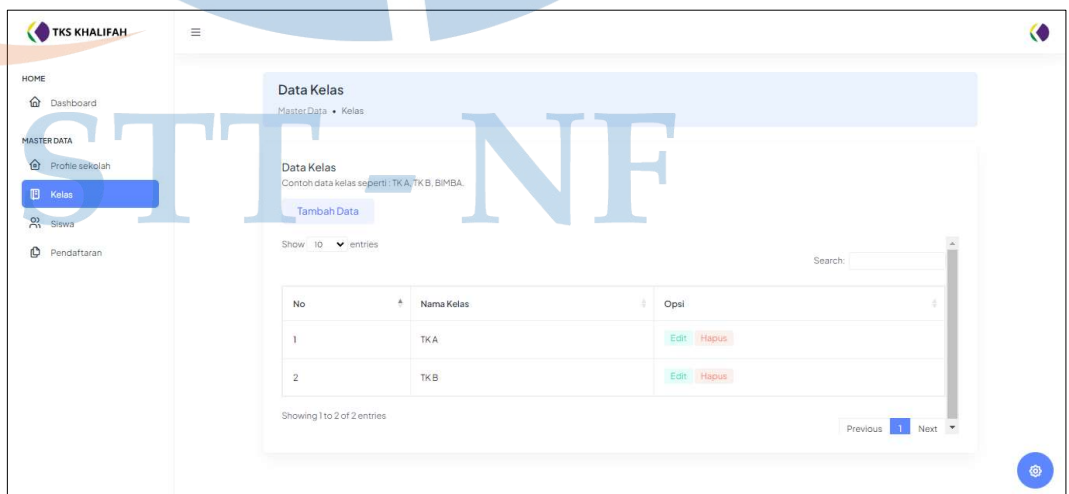 TKS KHALIFAH
HOME
Dashboard
MASTER DATA
Profile sekolah
Kelas
Siswa
Pendaftaran
Data Kelas
Master Data • Kelas
Data Kelas
Contoh data kelas seperti : TK A, TK B, BIMBA.
Tambah Data
Show 10 entries
Search:
No Nama Kelas Opsi
1 TK A Edit Hapus
2 TK B Edit Hapus
Showing 1 to 2 of 2 entries
Previous 1 Next
STT - NF